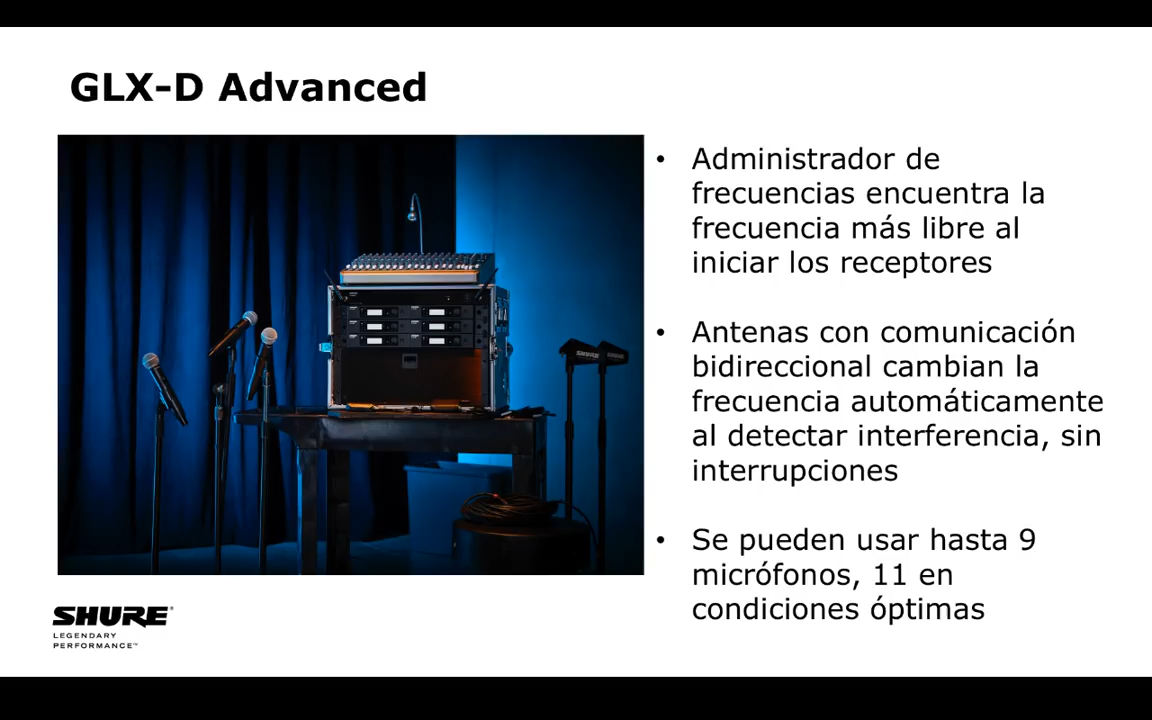 GLX-D Advanced
• Administrador de
frecuencias encuentra la
frecuencia más libre al
iniciar los receptores
• Antenas con comunicación
bidireccional cambian la
frecuencia automáticamente
al detectar interferencia, sin
interrupciones
• Se pueden usar hasta 9
micrófonos, 11 en
condiciones óptimas
SHURE®
LEGENDARY
PERFORMANCE™